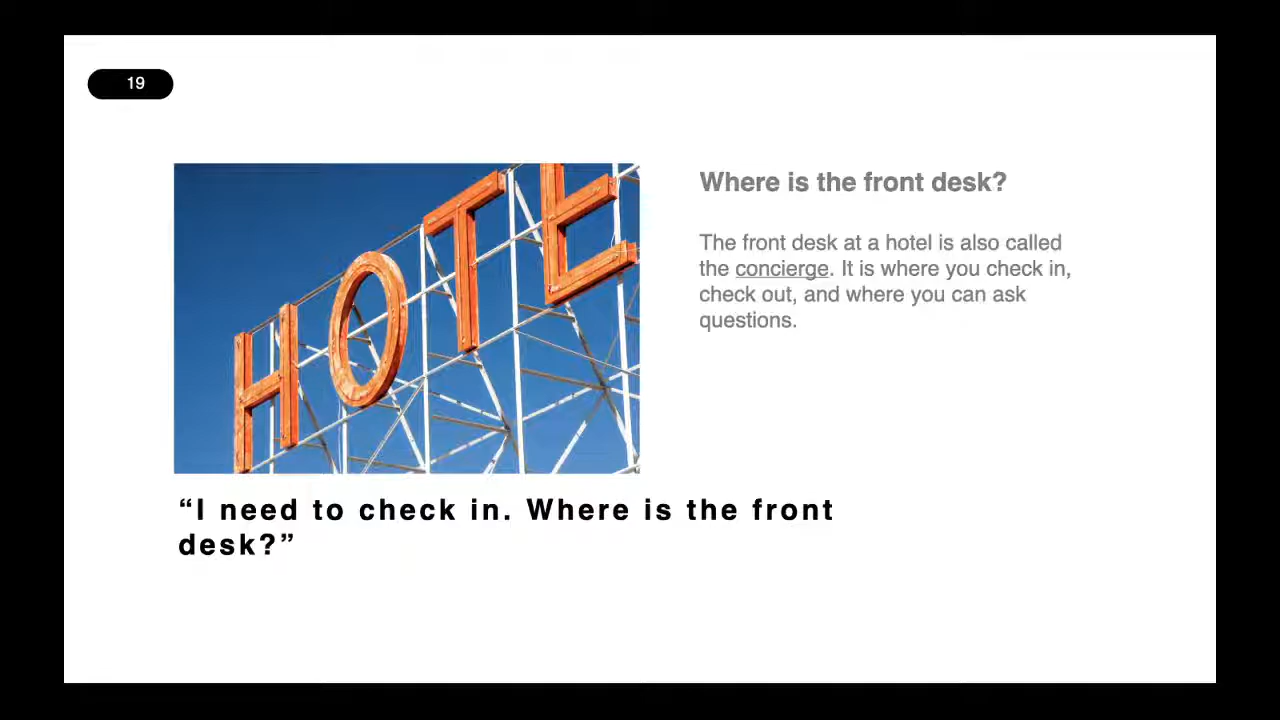 19
HOTE
Where is the front desk?
The front desk at a hotel is also called
the concierge. It is where you check in,
check out, and where you can ask
questions.
“I need to check in. Where is the front
desk?”